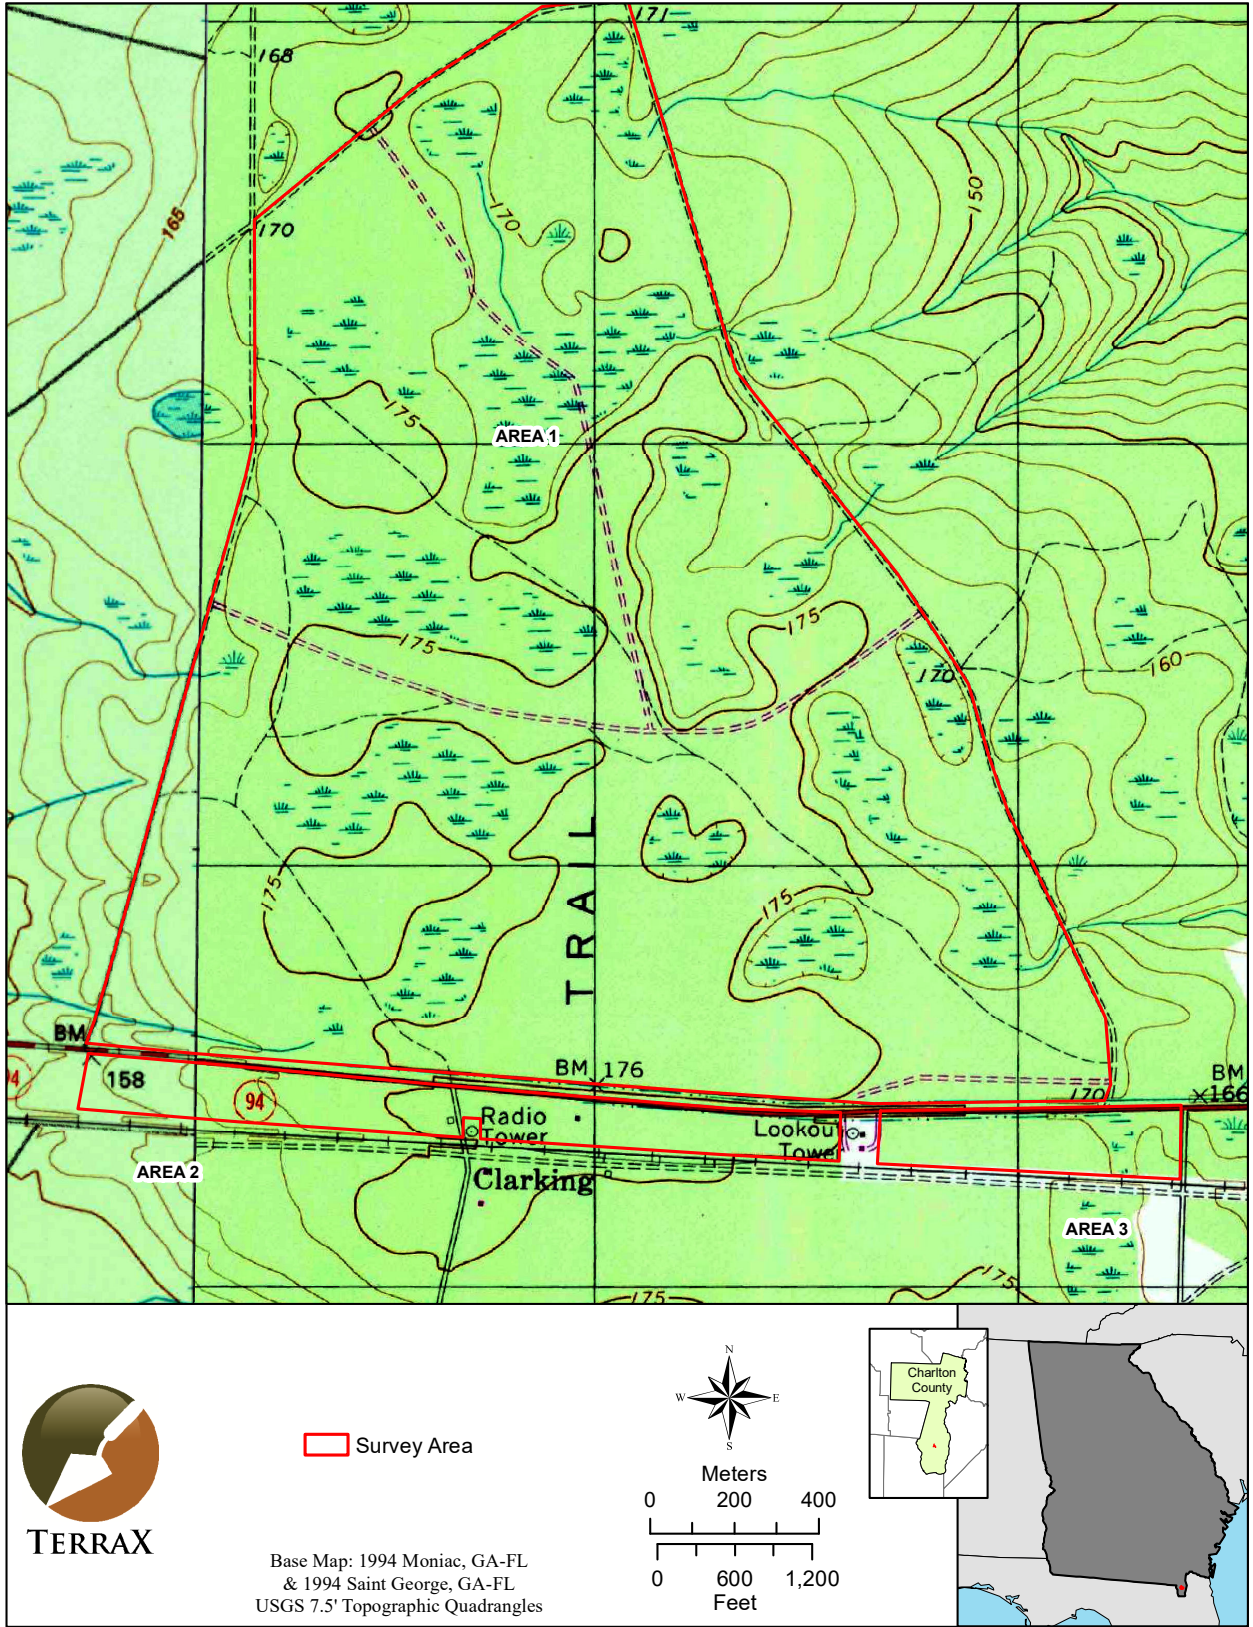 171
168
165
170
170
150
175
AREA 1
175
175
170
160
TRAIL
175
175
BM
158
94
94
BM 176
170
BM
166
Radio
Tower
Lookou
Towe
AREA 2
Clarking
AREA 3
175
175
TERRAX
Survey Area
Base Map: 1994 Moniac, GA-FL
& 1994 Saint George, GA-FL
USGS 7.5' Topographic Quadrangles
N
W E
S
Meters
0 200 400
0 600 1,200
Feet
Charlton
County